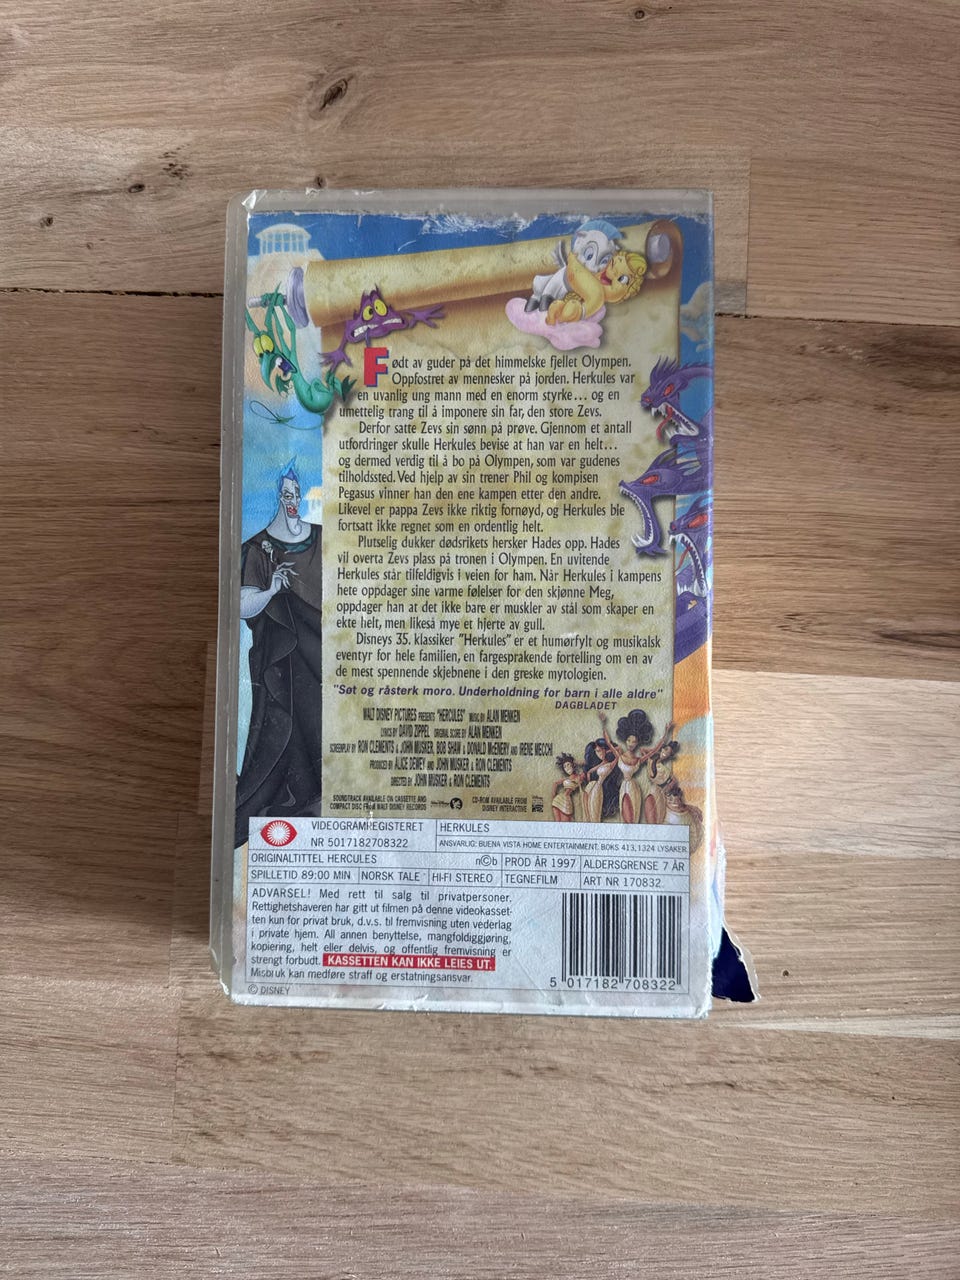 Født av guder på det himmelske fjellet Olympen.
Oppfostret av mennesker på jorden. Herkules var
en uvanlig ung mann med en enorm styrke... og en
umettelig trang til å imponere sin far, den store Zevs.
Derfor satte Zevs sin sønn på prøve. Gjennom et antall
utfordringer skulle Herkules bevise at han var en helt...
og dermed verdig til å bo på Olympen, som var gudenes
tilholdssted. Ved hjelp av sin trener Phil og kompisen
Pegasus vinner han den ene kampen etter den andre.
Likevel er pappa Zevs ikke riktig fornøyd, og Herkules ble
fortsatt ikke regnet som en ordentlig helt.
Plutselig dukker dødsrikets hersker Hades opp. Hades
vil overta Zevs plass på tronen i Olympen. En uvitende
Herkules står tilfeldigvis i veien for ham. Når Herkules i kampens
hete oppdager sine varme følelser for den skjønne Meg,
oppdager han at det ikke bare er muskler av stål som skaper en
ekte helt, men likeså mye et hjerte av gull.
Disneys 35. klassiker "Herkules" er et humørfylt og musikalsk
eventyr for hele familien, en fargesprakende fortelling om en av
de mest spennende skjebnene i den greske mytologien.
"Søt og råsterk moro. Underholdning for barn i alle aldre"
DAGBLADET
WALT DISNEY PICTURES PRESENTS "HERCULES" MUSIC BY ALAN MENKEN
LYRICS BY DAVID ZIPPEL ORIGINAL SCORE BY ALAN MENKEN
SCREENPLAY BY RON CLEMENTS & JOHN MUSKER, BOB SHAW & DONALD McENERY AND IRENE MECCHI
PRODUCED BY ALICE DEWEY AND JOHN MUSKER & RON CLEMENTS
DIRECTED BY JOHN MUSKER & RON CLEMENTS
SOUNDTRACK AVAILABLE ON CASSETTE AND
COMPACT DISC FROM WALT DISNEY RECORDS
CD-ROM AVAILABLE FROM
DISNEY INTERACTIVE
VIDEOGRAMREGISTERET
NR 5017182708322
HERKULES
ANSVARLIG: BUENA VISTA HOME ENTERTAINMENT. BOKS 413, 1324 LYSAKER
ORIGINALTITTEL HERCULES
n©b PROD ÅR 1997 ALDERSGRENSE 7 ÅR
SPILLETID 89:00 MIN NORSK TALE HI-FI STEREO TEGNEFILM ART NR 170832
ADVARSEL! Med rett til salg til privatpersoner.
Rettighetshaveren har gitt ut filmen på denne videokasset-
ten kun for privat bruk, d.v.s. til fremvisning uten vederlag
i private hjem. All annen benyttelse, mangfoldiggjøring,
kopiering, helt eller delvis, og offentlig fremvisning er
strengt forbudt. KASSETTEN KAN IKKE LEIES UT.
Misbruk kan medføre straff og erstatningsansvar.
© DISNEY
5 017182 708322